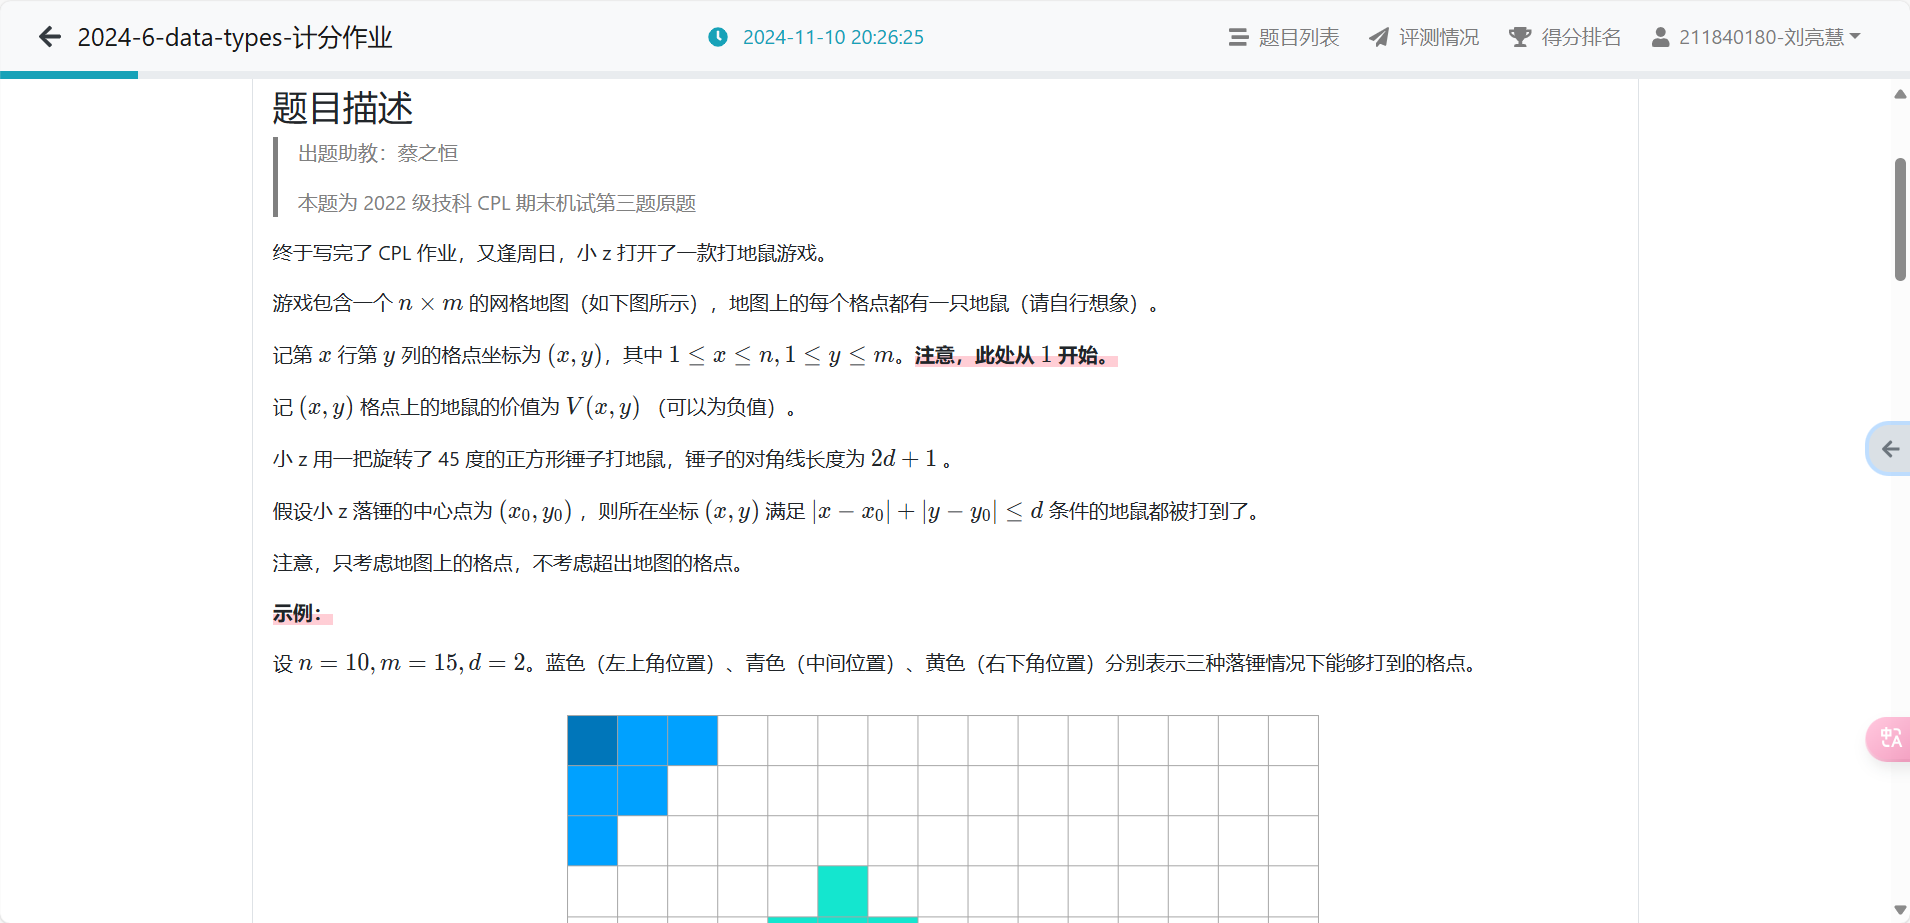 2024-6-data-types-计分作业
2024-11-10 20:26:25
题目列表
评测情况
得分排名
211840180-刘亮慧
题目描述
出题助教：蔡之恒
本题为 2022 级技科 CPL 期末机试第三题原题
终于写完了 CPL 作业，又逢周日，小 z 打开了一款打地鼠游戏。
游戏包含一个 n × m 的网格地图（如下图所示），地图上的每个格点都有一只地鼠（请自行想象）。
记第 x 行第 y 列的格点坐标为 (x, y)，其中 1 ≤ x ≤ n, 1 ≤ y ≤ m。注意，此处从 1 开始。
记 (x, y) 格点上的地鼠的价值为 V(x, y) （可以为负值）。
小 z 用一把旋转了 45 度的正方形锤子打地鼠，锤子的对角线长度为 2d + 1 。
假设小 z 落锤的中心点为 (x₀, y₀) ，则所在坐标 (x, y) 满足 |x − x₀| + |y − y₀| ≤ d 条件的地鼠都被打到了。
注意，只考虑地图上的格点，不考虑超出地图的格点。
示例：
设 n = 10, m = 15, d = 2。蓝色（左上角位置）、青色（中间位置）、黄色（右下角位置）分别表示三种落锤情况下能够打到的格点。
中A